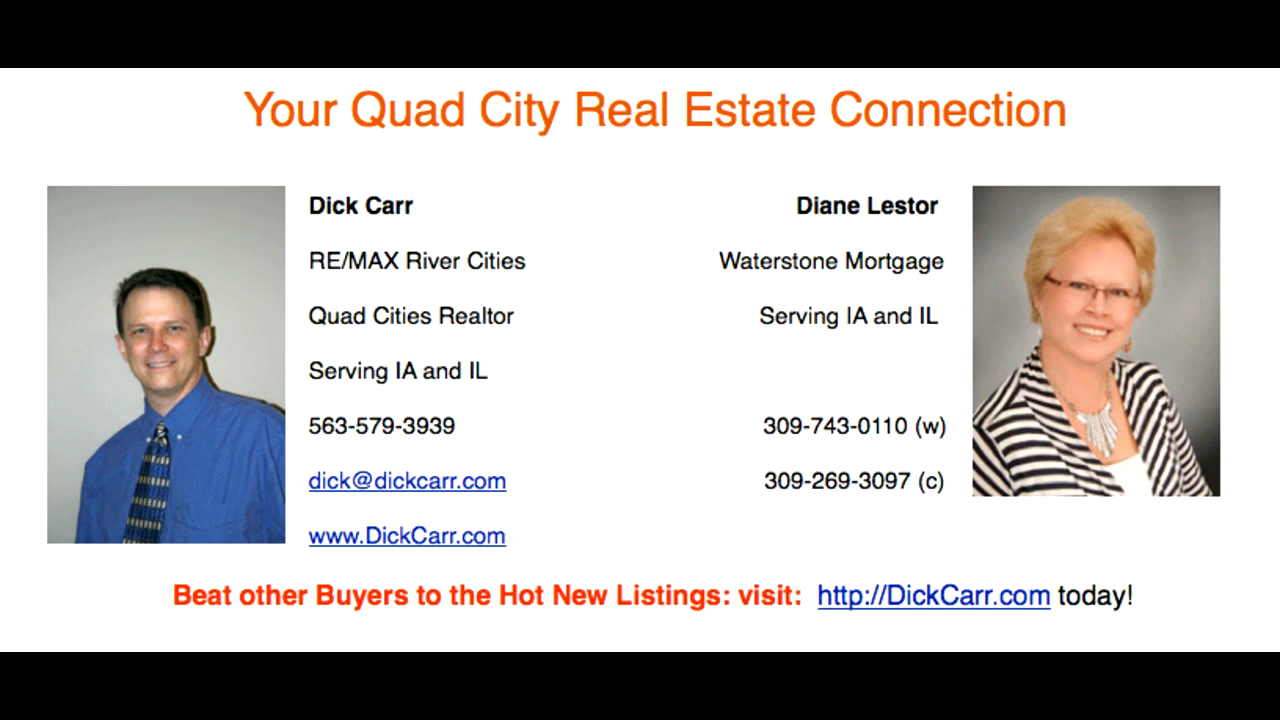 Your Quad City Real Estate Connection
Dick Carr
RE/MAX River Cities
Quad Cities Realtor
Serving IA and IL
563-579-3939
dick@dickcarr.com
www.DickCarr.com
Diane Lestor
Waterstone Mortgage
Serving IA and IL
309-743-0110 (w)
309-269-3097 (c)
Beat other Buyers to the Hot New Listings: visit: http://DickCarr.com today!